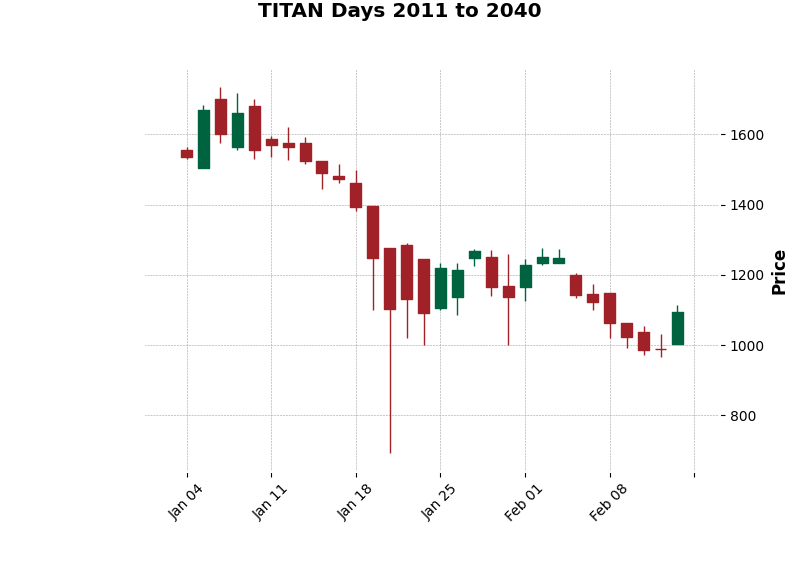 TITAN Days 2011 to 2040
1600
1400
1200
1000
800
Price
Jan 04
Jan 11
Jan 18
Jan 25
Feb 01
Feb 08